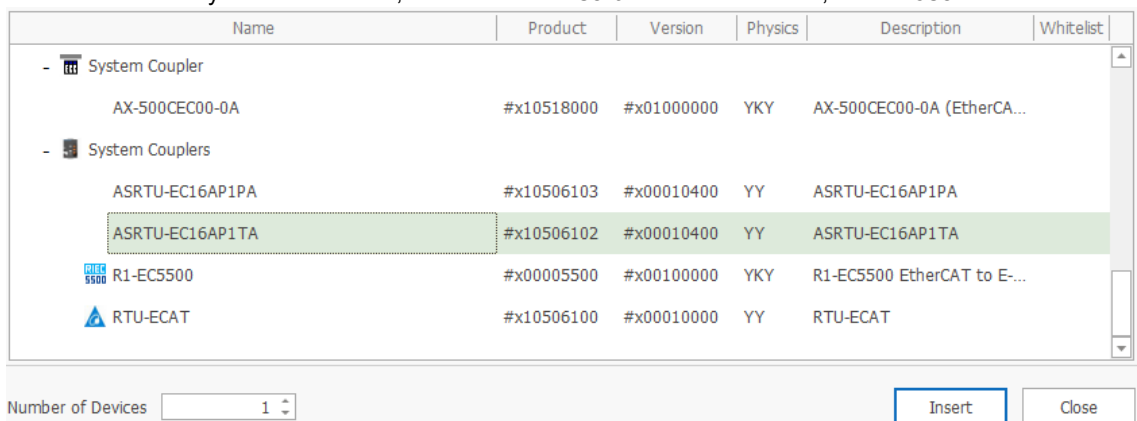 Name Product Version Physics Description Whitelist
- System Coupler
AX-500CEC00-0A #x10518000 #x01000000 YKY AX-500CEC00-0A (EtherCA...
- System Couplers
ASRTU-EC16AP1PA #x10506103 #x00010400 YY ASRTU-EC16AP1PA
ASRTU-EC16AP1TA #x10506102 #x00010400 YY ASRTU-EC16AP1TA
RIEC 5500 R1-EC5500 #x00005500 #x00100000 YKY R1-EC5500 EtherCAT to E-...
RTU-ECAT #x10506100 #x00010000 YY RTU-ECAT
Number of Devices 1 Insert Close